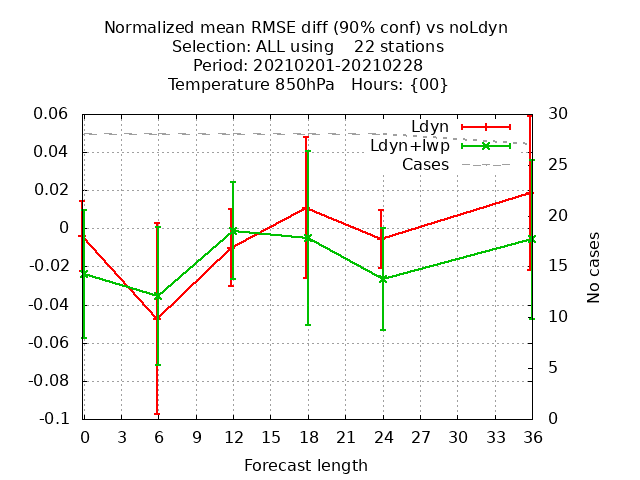 Normalized mean RMSE diff (90% conf) vs noLdyn
Selection: ALL using    22 stations
Period: 20210201-20210228
Temperature 850hPa   Hours: {00}
0.06
0.04
0.02
0
-0.02
-0.04
-0.06
-0.08
-0.1
Ldyn
Ldyn+lwp
Cases
30
25
20
15
10
5
0
No cases
0 3 6 9 12 15 18 21 24 27 30 33 36
Forecast length